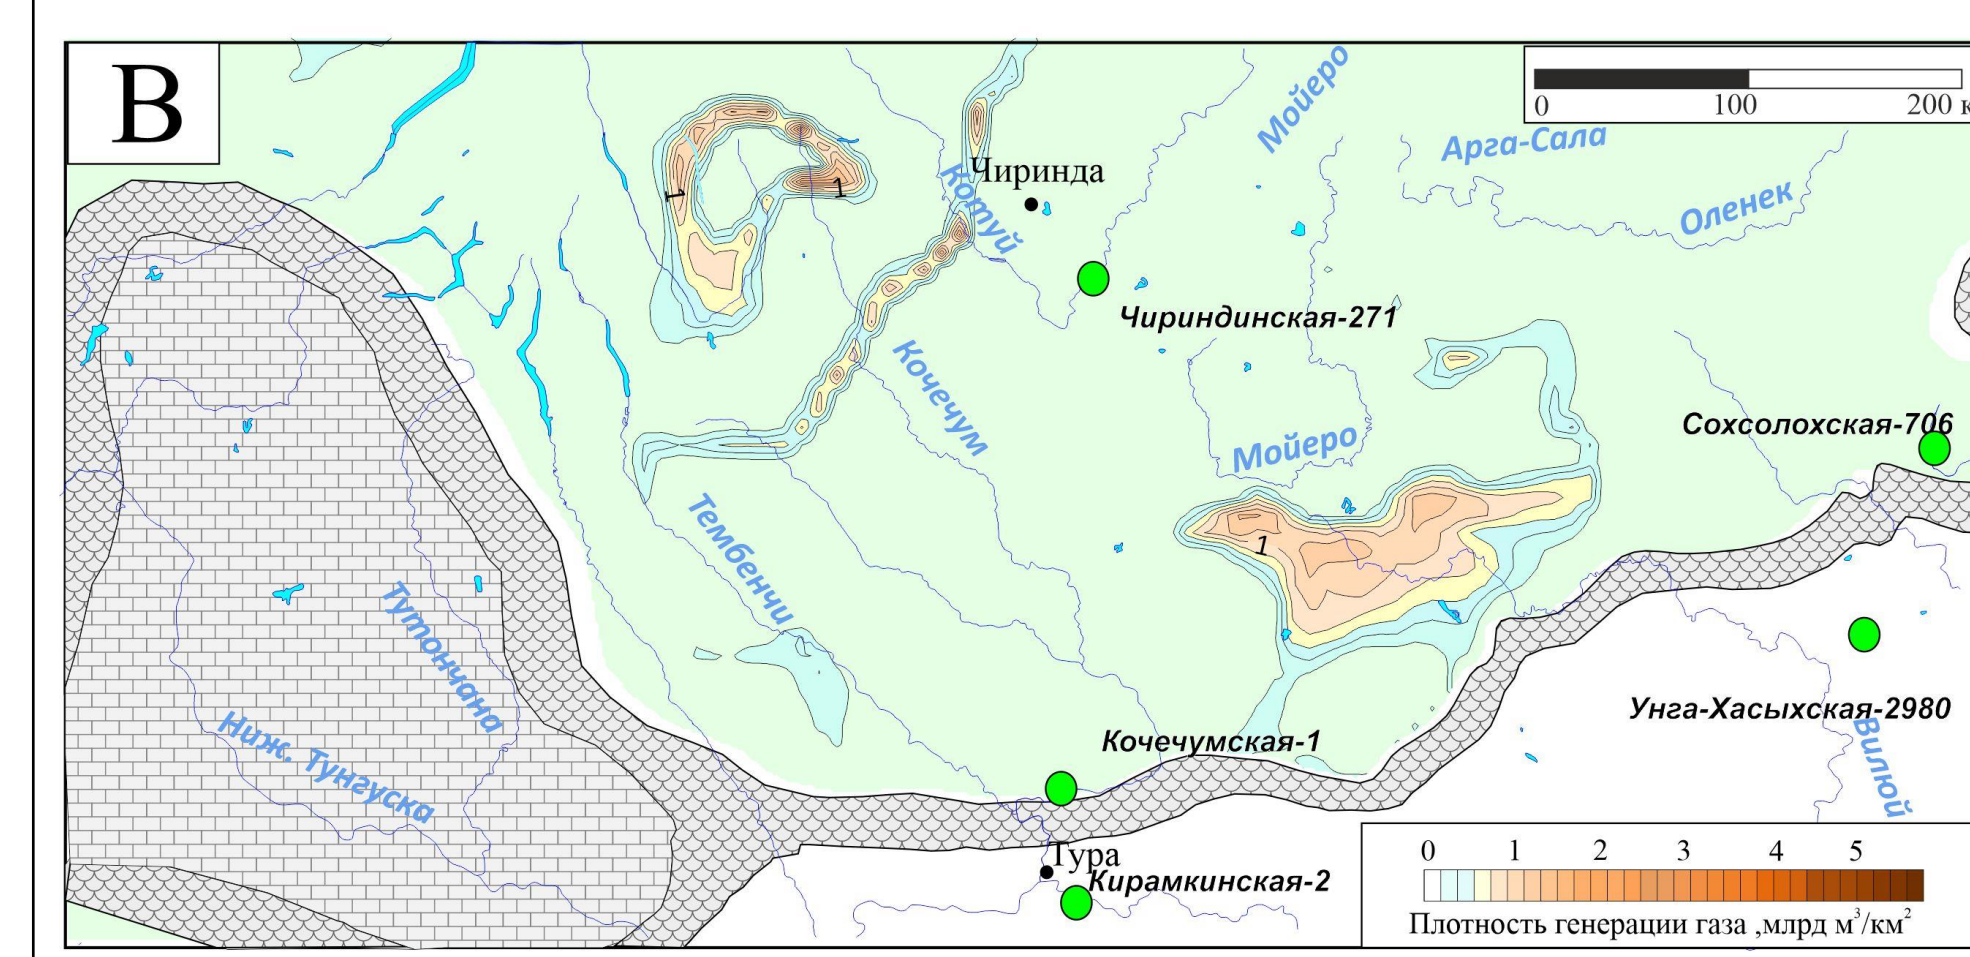 В
0 100 200 к
Мойеро
Арга-Сала
Оленек
Чиринда
Котуй
1
1
Чириндинская-271
Кочечум
Сохсолохская-706
Мойеро
Тембенчи
1
Тутончана
Унга-Хасыхская-2980
Ниж. Тунгуска
Кочечумская-1
Вилюй
Тура
Кирамкинская-2
0 1 2 3 4 5
Плотность генерации газа ,млрд м³/км²